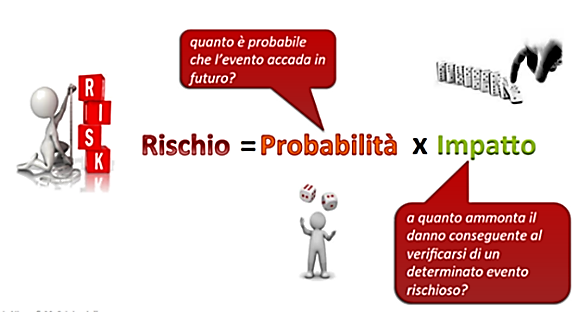 quanto è probabile
che l'evento accada in
futuro?
R
I
S
K
Rischio = Probabilità x Impatto
a quanto ammonta il
danno conseguente al
verificarsi di un
determinato evento
rischioso?